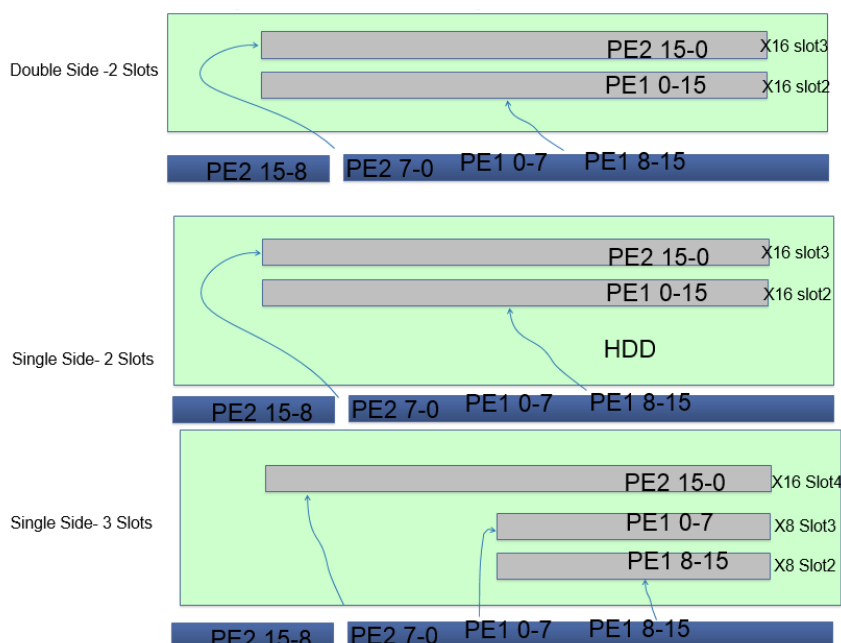 PE2 15-0
X16 slot3
Double Side -2 Slots
PE1 0-15
X16 slot2
PE2 15-8
PE2 7-0
PE1 0-7
PE1 8-15
PE2 15-0
X16 slot3
PE1 0-15
X16 slot2
Single Side- 2 Slots
HDD
PE2 15-8
PE2 7-0
PE1 0-7
PE1 8-15
PE2 15-0
X16 Slot4
Single Side- 3 Slots
PE1 0-7
X8 Slot3
PE1 8-15
X8 Slot2
PE2 15-8
PE2 7-0
PE1 0-7
PE1 8-15